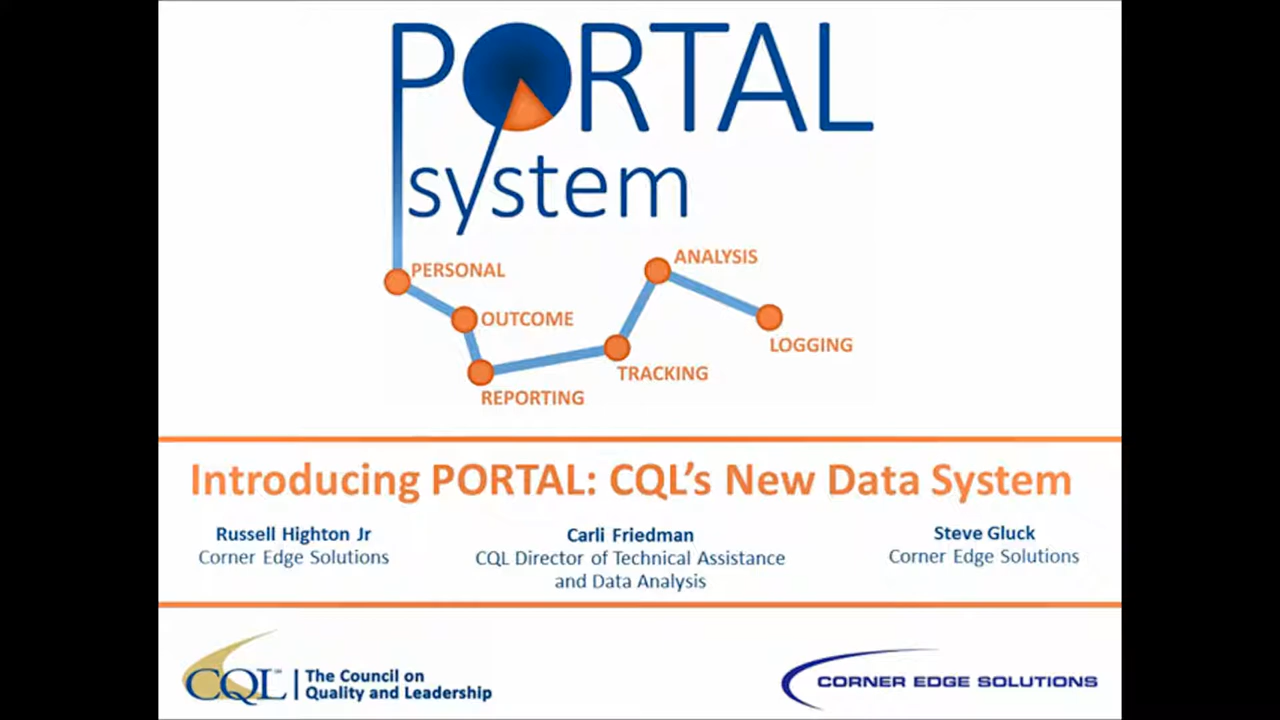 PORTAL
system
PERSONAL
OUTCOME
REPORTING
TRACKING
ANALYSIS
LOGGING
Introducing PORTAL: CQL's New Data System
Russell Highton Jr
Corner Edge Solutions
Carli Friedman
CQL Director of Technical Assistance
and Data Analysis
Steve Gluck
Corner Edge Solutions
CQL
The Council on
Quality and Leadership
CORNER EDGE SOLUTIONS